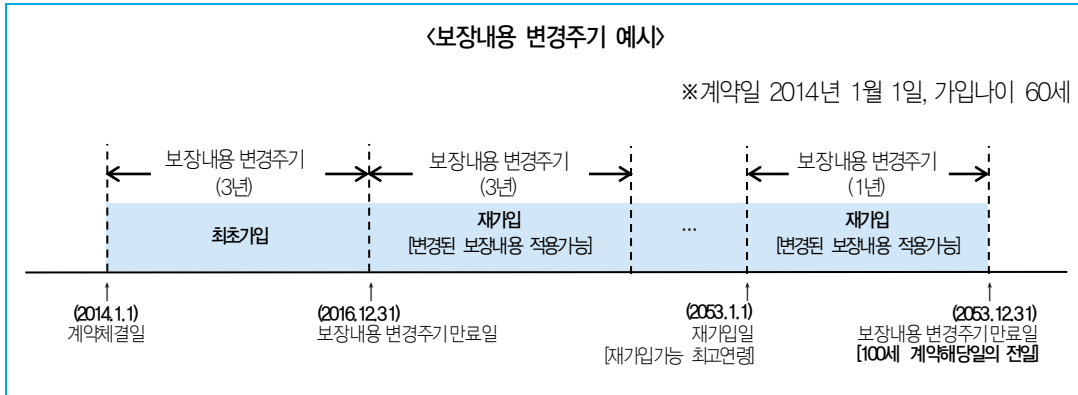 <보장내용 변경주기 예시>
※계약일 2014년 1월 1일, 가입나이 60세
보장내용 변경주기
(3년)
보장내용 변경주기
(3년)
보장내용 변경주기
(1년)
최초가입
재가입
[변경된 보장내용 적용가능]
...
재가입
[변경된 보장내용 적용가능]
(2014.1.1)
계약체결일
(2016.12.31)
보장내용 변경주기만료일
(2053.1.1)
재가입일
[재가입가능 최고연령]
(2053.12.31)
보장내용 변경주기만료일
[100세 계약해당일의 전일]